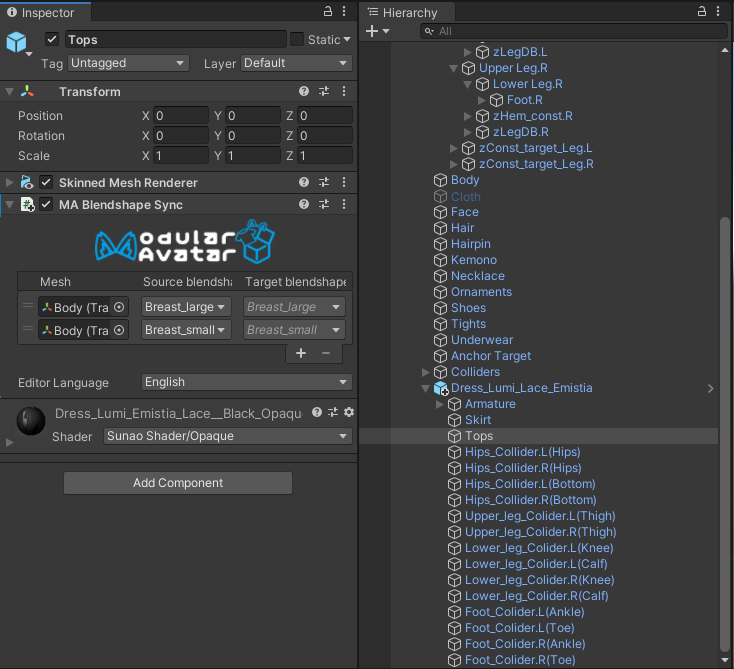 Inspector
Tops
Static
Tag Untagged Layer Default
Transform
Position X 0 Y 0 Z 0
Rotation X 0 Y 0 Z 0
Scale X 1 Y 1 Z 1
Skinned Mesh Renderer
MA Blendshape Sync
Modular
Avatar
Mesh Source blendsha Target blendshape
Body (Tra Breast_large Breast_large
Body (Tra Breast_small Breast_small
+ −
Editor Language English
Dress_Lumi_Emistia_Lace__Black_Opaqu
Shader Sunao Shader/Opaque
Add Component
Hierarchy
+ All
zLegDB.L
Upper Leg.R
Lower Leg.R
Foot.R
zHem_const.R
zLegDB.R
zConst_target_Leg.L
zConst_target_Leg.R
Body
Cloth
Face
Hair
Hairpin
Kemono
Necklace
Ornaments
Shoes
Tights
Underwear
Anchor Target
Colliders
Dress_Lumi_Lace_Emistia
Armature
Skirt
Tops
Hips_Collider.L(Hips)
Hips_Collider.R(Hips)
Hips_Collider.L(Bottom)
Hips_Collider.R(Bottom)
Upper_leg_Colider.L(Thigh)
Upper_leg_Colider.R(Thigh)
Lower_leg_Colider.L(Knee)
Lower_leg_Colider.L(Calf)
Lower_leg_Colider.R(Knee)
Lower_leg_Colider.R(Calf)
Foot_Colider.L(Ankle)
Foot_Colider.L(Toe)
Foot_Colider.R(Ankle)
Foot_Colider.R(Toe)